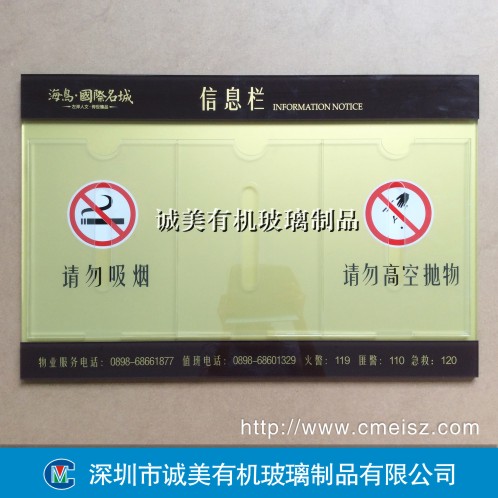 海島·國際名城
信息栏 INFORMATION NOTICE
诚美有机玻璃制品
请勿吸烟
请勿高空抛物
物业服务电话：0898-68661877 值班电话：0898-68601329 火警：119 匪警：110 急救：120
http://www.cmeisz.com/
深圳市诚美有机玻璃制品有限公司